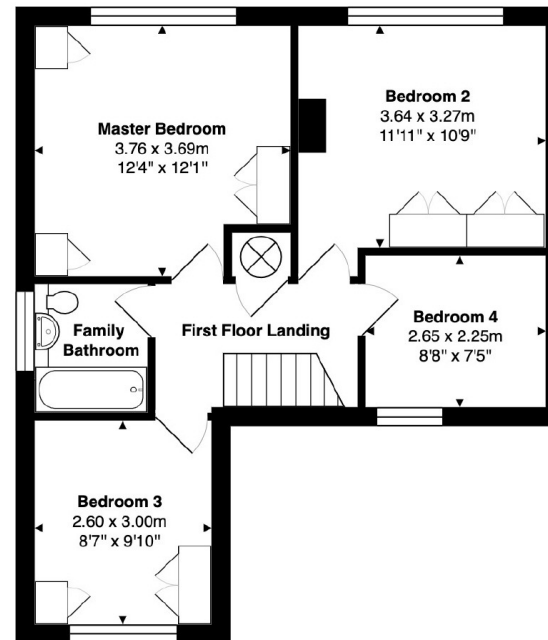 Master Bedroom
3.76 x 3.69m
12'4" x 12'1"
Bedroom 2
3.64 x 3.27m
11'11" x 10'9"
Family
Bathroom
First Floor Landing
Bedroom 4
2.65 x 2.25m
8'8" x 7'5"
Bedroom 3
2.60 x 3.00m
8'7" x 9'10"